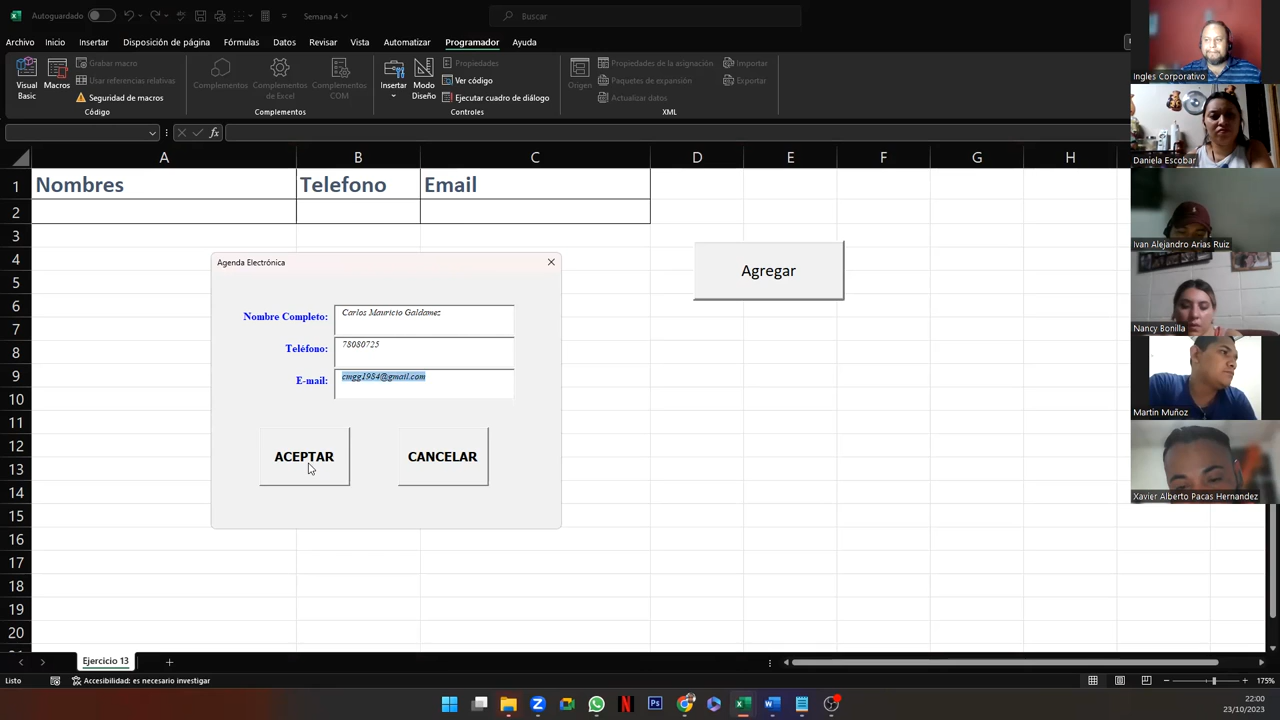 Autoguardado
Semana 4
Buscar
Archivo Inicio Insertar Disposición de página Fórmulas Datos Revisar Vista Automatizar Programador Ayuda
Visual Basic
Macros
Grabar macro
Usar referencias relativas
Seguridad de macros
Código
Complementos
Complementos de Excel
Complementos COM
Complementos
Insertar
Modo Diseño
Propiedades
Ver código
Ejecutar cuadro de diálogo
Controles
Origen
Propiedades de la asignación
Paquetes de expansión
Actualizar datos
Importar
Exportar
XML
fx
A B C D E F G H
1 Nombres Telefono Email
2
3
4
5
6
7
8
9
10
11
12
13
14
15
16
17
18
19
20
Agregar
Agenda Electrónica
Nombre Completo: Carlos Mauricio Galdamez
Teléfono: 78080725
E-mail: cmgg1984@gmail.com
ACEPTAR CANCELAR
Ingles Corporativo
Daniela Escobar
Ivan Alejandro Arias Ruiz
Nancy Bonilla
Martin Muñoz
Xavier Alberto Pacas Hernandez
Ejercicio 13
Listo
Accesibilidad: es necesario investigar
175%
22:00
23/10/2023